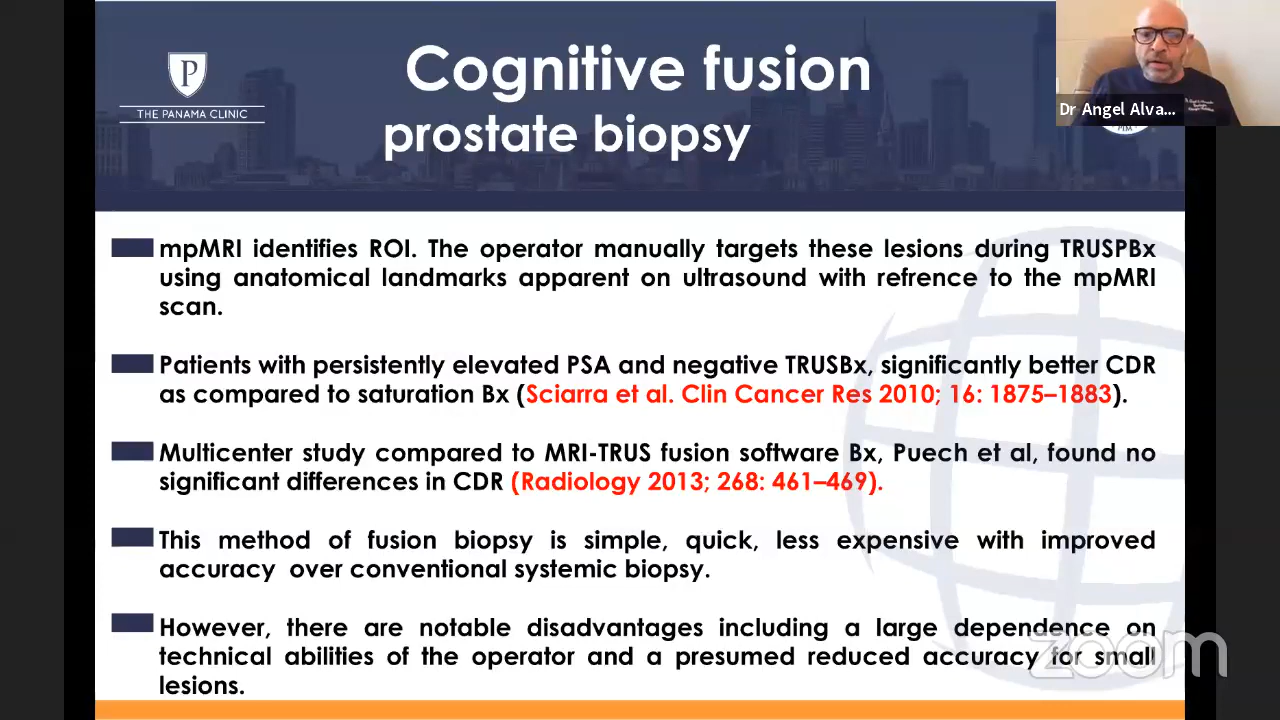 Cognitive fusion
prostate biopsy
P
THE PANAMA CLINIC
Dr Angel Alva...
mpMRI identifies ROI. The operator manually targets these lesions during TRUSPBx
using anatomical landmarks apparent on ultrasound with refrence to the mpMRI
scan.
Patients with persistently elevated PSA and negative TRUSBx, significantly better CDR
as compared to saturation Bx (Sciarra et al. Clin Cancer Res 2010; 16: 1875–1883).
Multicenter study compared to MRI-TRUS fusion software Bx, Puech et al, found no
significant differences in CDR (Radiology 2013; 268: 461–469).
This method of fusion biopsy is simple, quick, less expensive with improved
accuracy over conventional systemic biopsy.
However, there are notable disadvantages including a large dependence on
technical abilities of the operator and a presumed reduced accuracy for small
lesions.
zoom